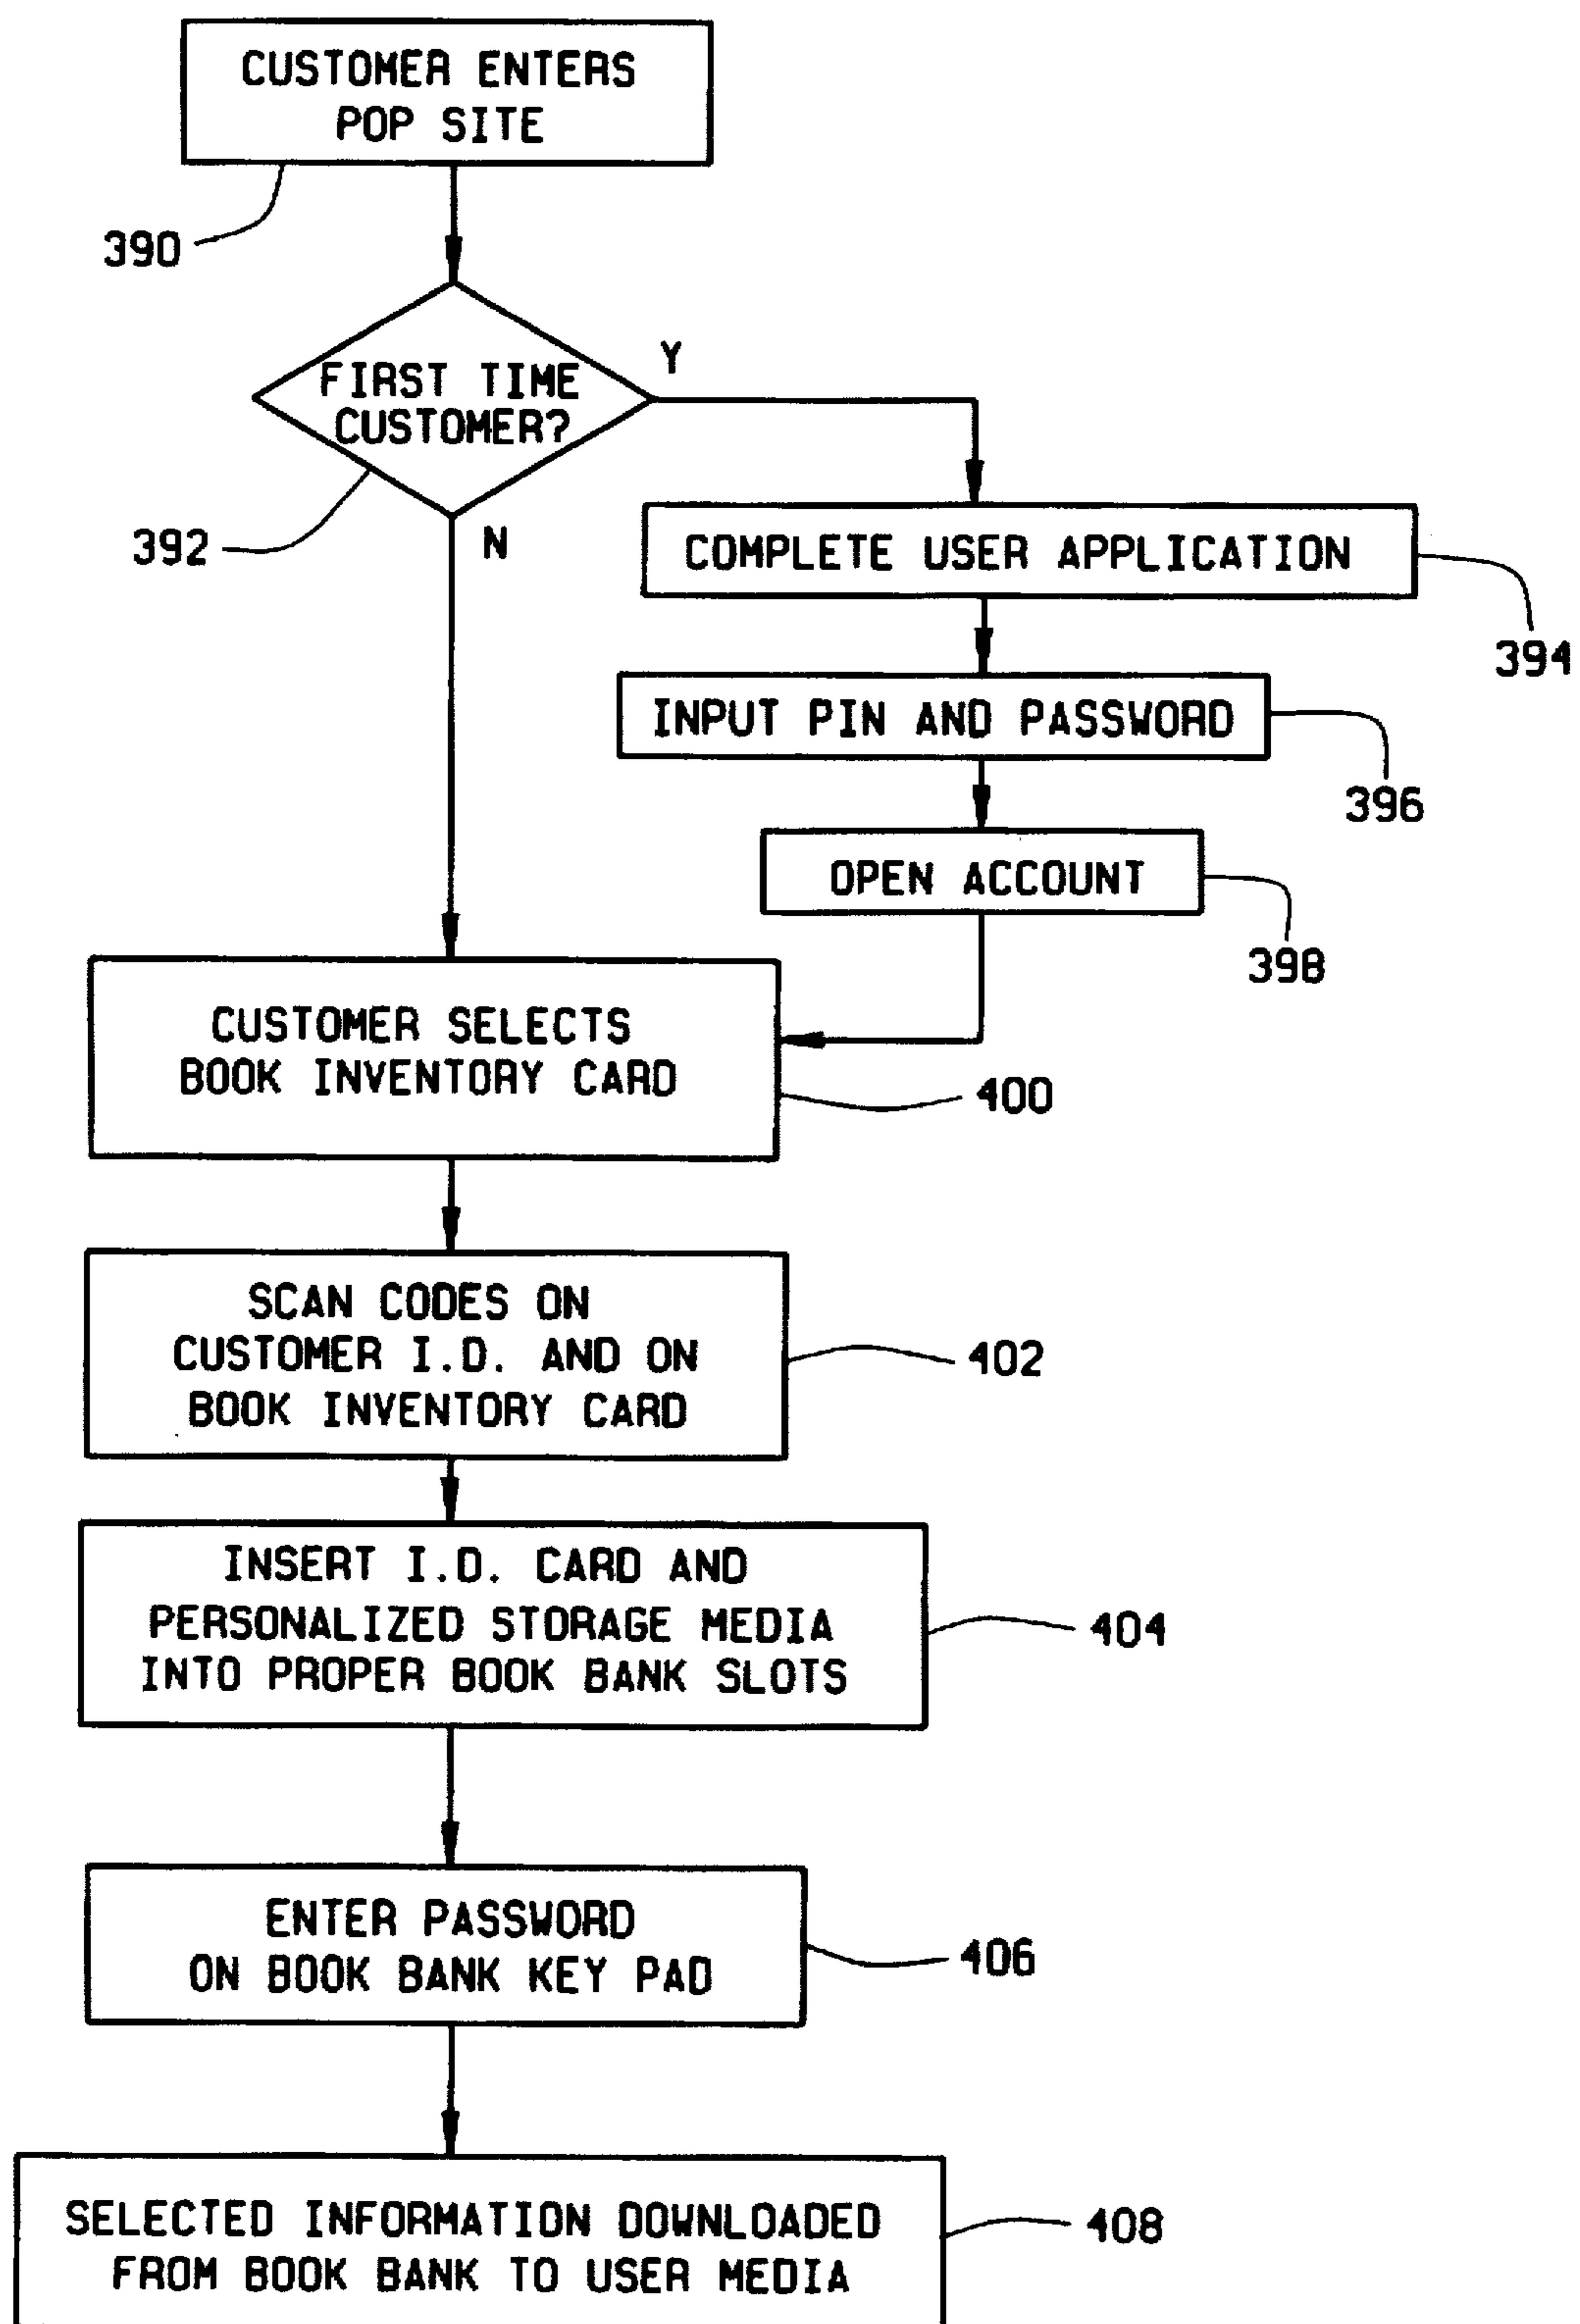 CUSTOMER ENTERS
POP SITE
390
FIRST TIME
CUSTOMER?
Y
392
N
COMPLETE USER APPLICATION
394
INPUT PIN AND PASSWORD
396
OPEN ACCOUNT
398
CUSTOMER SELECTS
BOOK INVENTORY CARD
400
SCAN CODES ON
CUSTOMER I.D. AND ON
BOOK INVENTORY CARD
402
INSERT I.D. CARD AND
PERSONALIZED STORAGE MEDIA
INTO PROPER BOOK BANK SLOTS
404
ENTER PASSWORD
ON BOOK BANK KEY PAD
406
SELECTED INFORMATION DOWNLOADED
FROM BOOK BANK TO USER MEDIA
408